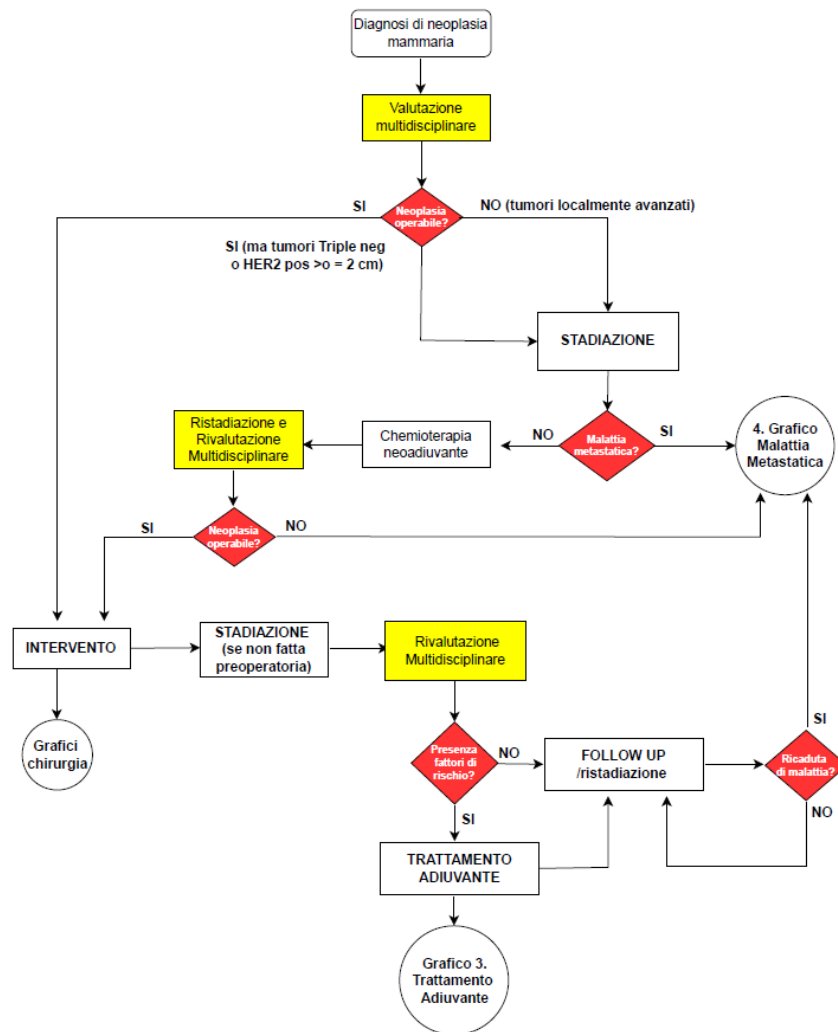 Diagnosi di neoplasia
mammaria
Valutazione
multidisciplinare
SI
Neoplasia
operabile?
NO (tumori localmente avanzati)
SI (ma tumori Triple neg
o HER2 pos >o = 2 cm)
STADIAZIONE
Ristadiazione e
Rivalutazione
Multidisciplinare
Chemioterapia
neoadiuvante
NO
Malattia
metastatica?
SI
4. Grafico
Malattia
Metastatica
SI
Neoplasia
operabile?
NO
INTERVENTO
STADIAZIONE
(se non fatta
preoperatoria)
Rivalutazione
Multidisciplinare
Grafici
chirurgia
Presenza
fattori di
rischio?
NO
FOLLOW UP
/ristadiazione
SI
Ricaduta
di malattia?
NO
SI
TRATTAMENTO
ADIUVANTE
Grafico 3.
Trattamento
Adiuvante